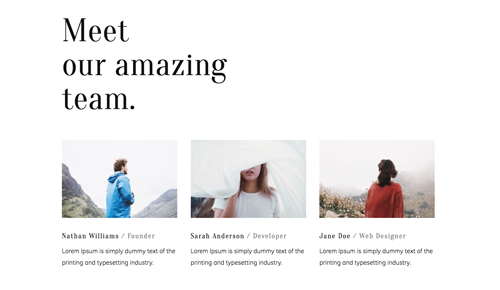 Meet
our amazing
team.
Nathan Williams / Founder
Lorem Ipsum is simply dummy text of the
printing and typesetting industry.
Sarah Anderson / Developer
Lorem Ipsum is simply dummy text of the
printing and typesetting industry.
Jane Doe / Web Designer
Lorem Ipsum is simply dummy text of the
printing and typesetting industry.